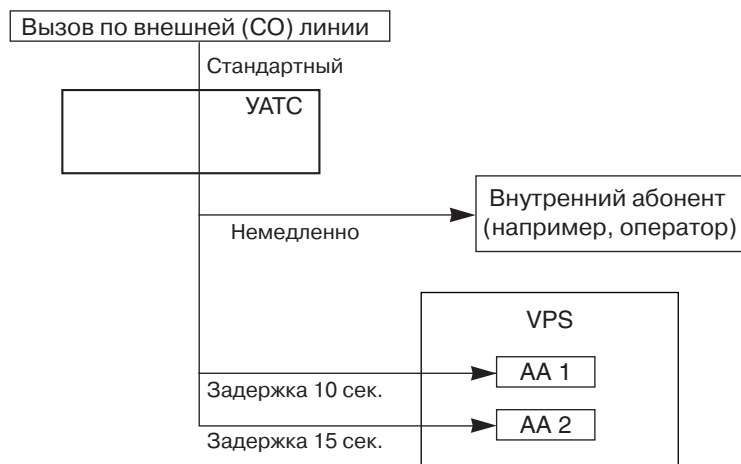 Вызов по внешней (CO) линии
Стандартный
УАТС
Внутренний абонент
(например, оператор)
Немедленно
VPS
AA 1
Задержка 10 сек.
AA 2
Задержка 15 сек.